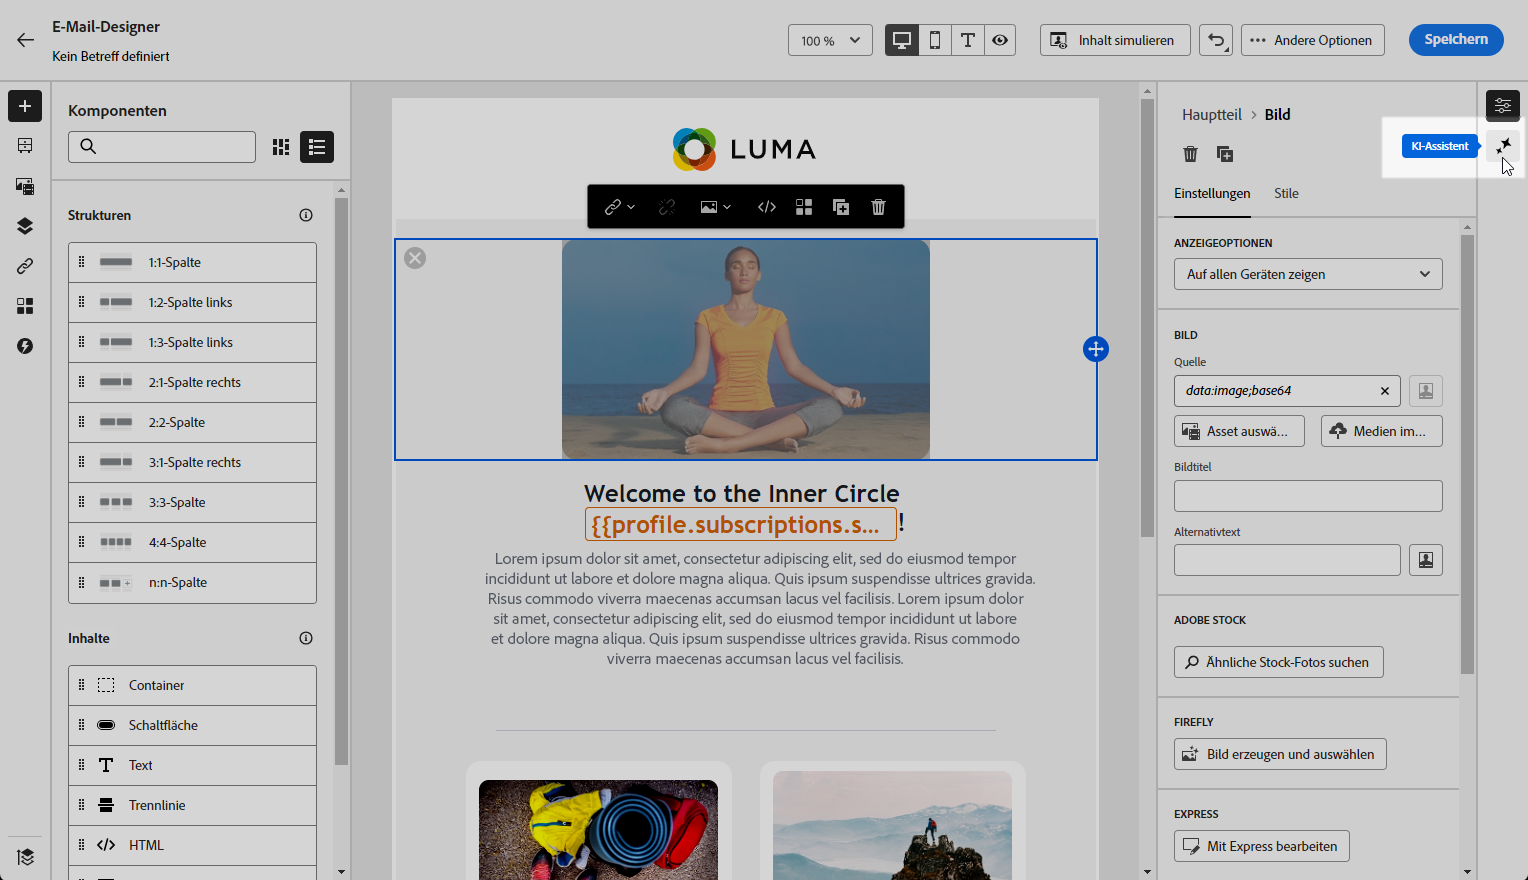 E-Mail-Designer
Kein Betreff definiert
100 %
Inhalt simulieren
Andere Optionen
Speichern
Komponenten
Strukturen
1:1-Spalte
1:2-Spalte links
1:3-Spalte links
2:1-Spalte rechts
2:2-Spalte
3:1-Spalte rechts
3:3-Spalte
4:4-Spalte
n:n-Spalte
Inhalte
Container
Schaltfläche
Text
Trennlinie
HTML
LUMA
Welcome to the Inner Circle
{{profile.subscriptions.s... !
Lorem ipsum dolor sit amet, consectetur adipiscing elit, sed do eiusmod tempor
incididunt ut labore et dolore magna aliqua. Quis ipsum suspendisse ultrices gravida.
Risus commodo viverra maecenas accumsan lacus vel facilisis. Lorem ipsum dolor
sit amet, consectetur adipiscing elit, sed do eiusmod tempor incididunt ut labore
et dolore magna aliqua. Quis ipsum suspendisse ultrices gravida. Risus commodo
viverra maecenas accumsan lacus vel facilisis.
Hauptteil > Bild
KI-Assistent
Einstellungen
Stile
ANZEIGEOPTIONEN
Auf allen Geräten zeigen
BILD
Quelle
data:image;base64
Asset auswä...
Medien im...
Bildtitel
Alternativtext
ADOBE STOCK
Ähnliche Stock-Fotos suchen
FIREFLY
Bild erzeugen und auswählen
EXPRESS
Mit Express bearbeiten